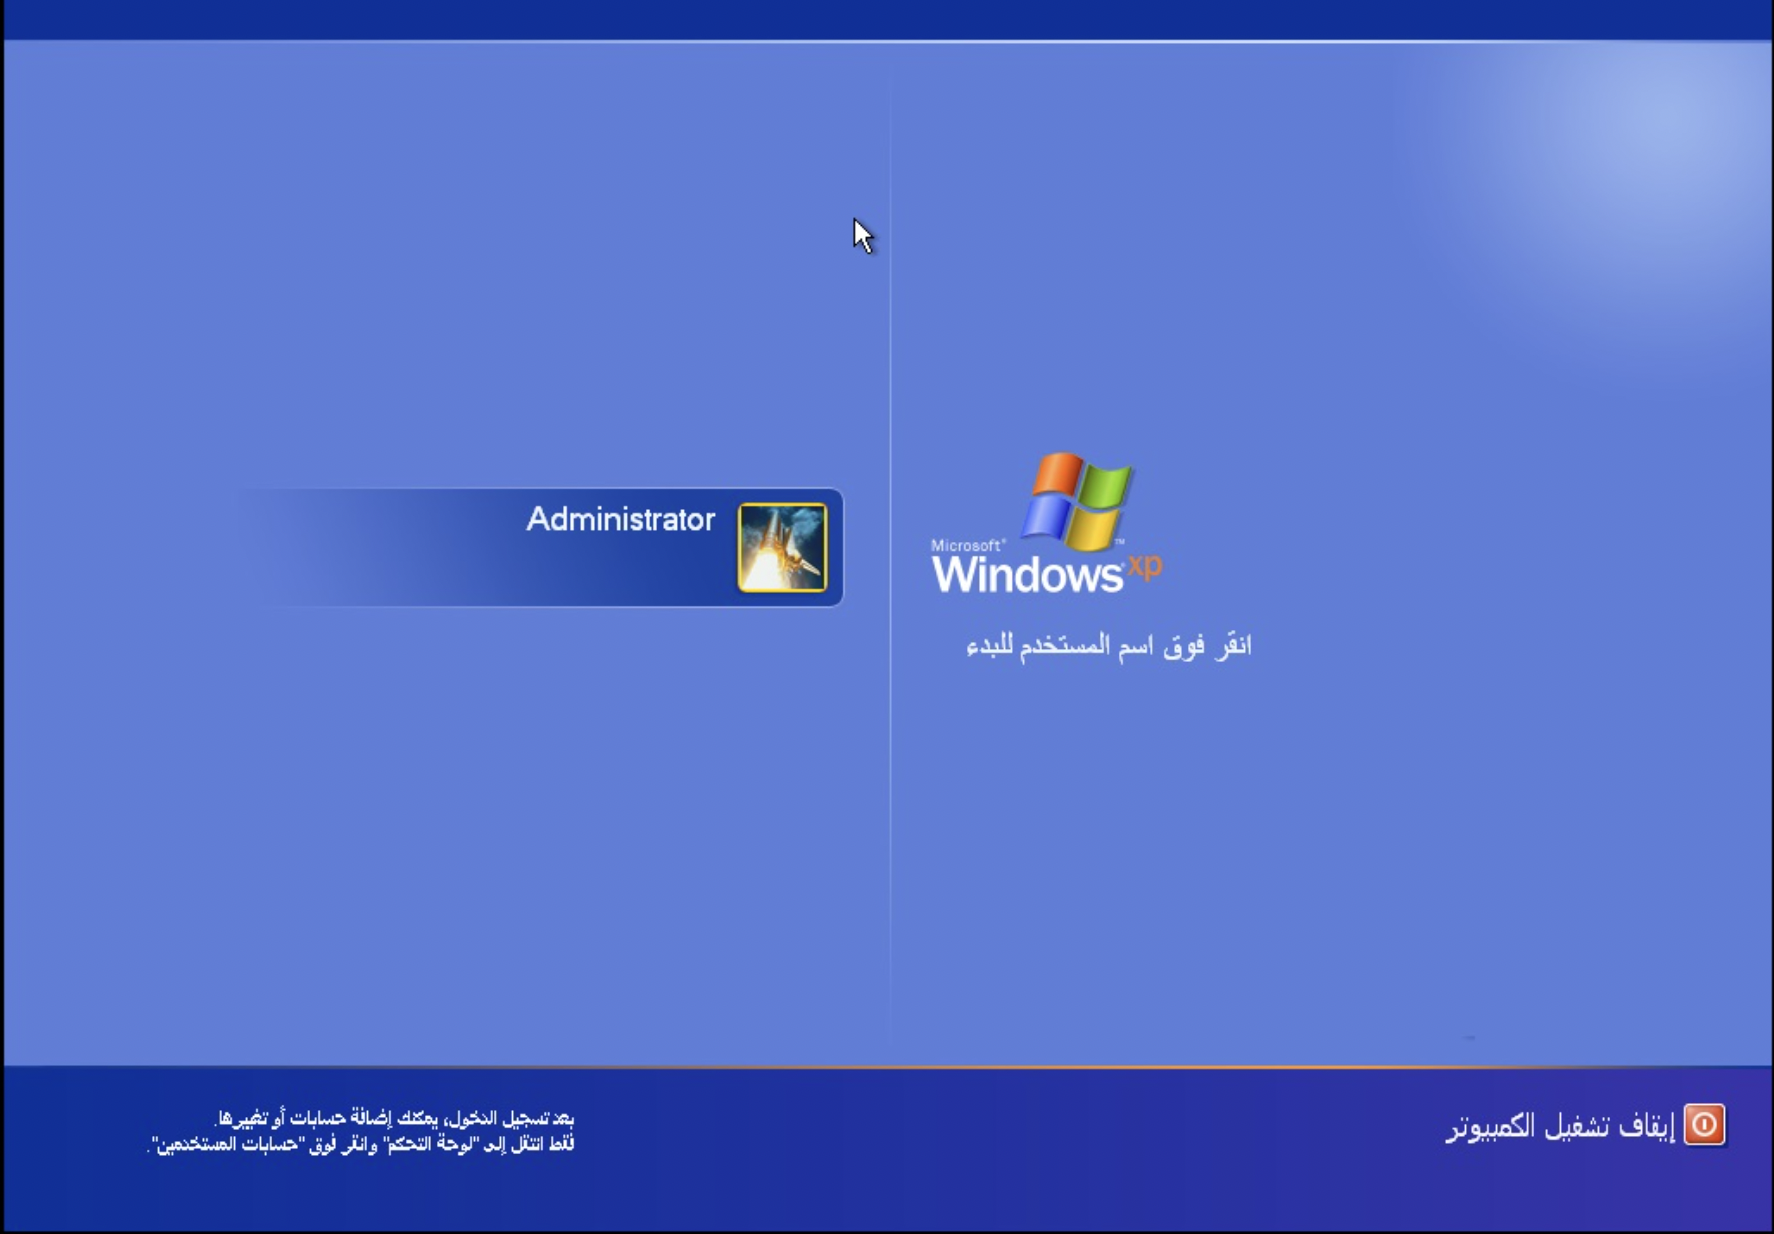 Administrator
Microsoft®
Windows® xp™
انقر فوق اسم المستخدم للبدء
إيقاف تشغيل الكمبيوتر
بعد تسجيل الدخول، يمكنك إضافة حسابات أو تغييرها.
فقط انتقل إلى "لوحة التحكم" وانقر فوق "حسابات المستخدمين".